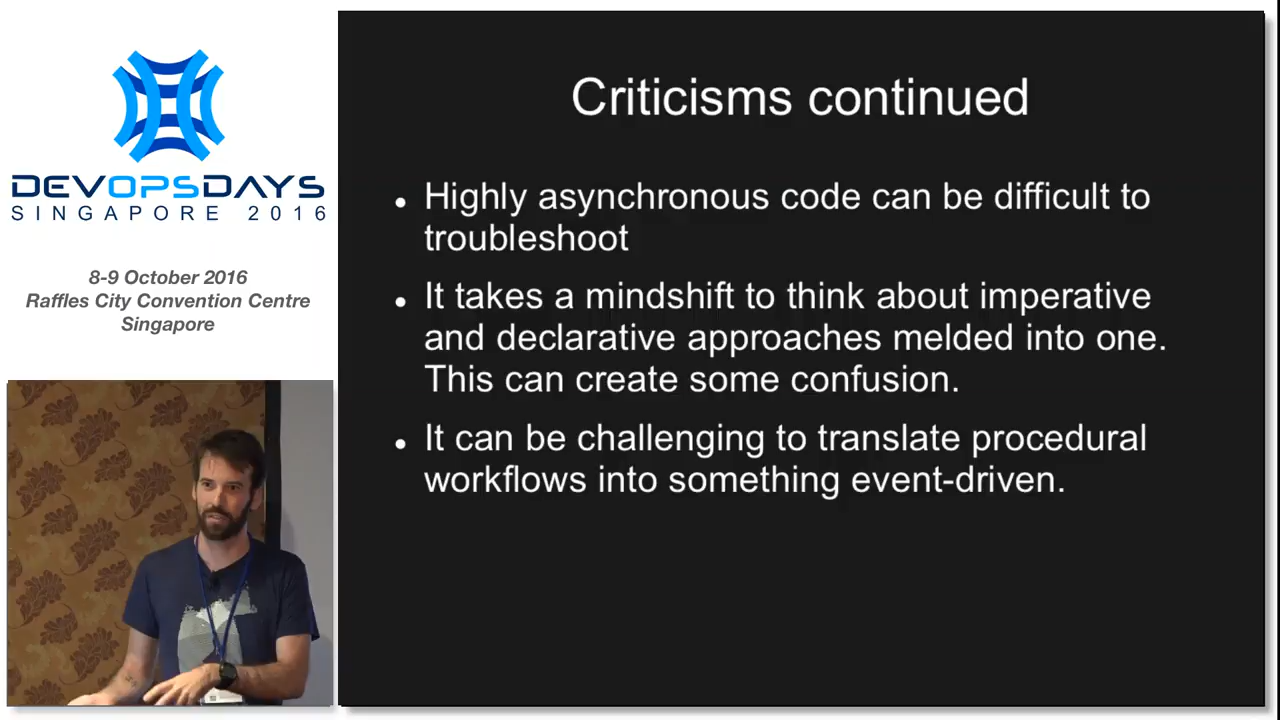 DEVOPSDAYS
SINGAPORE 2016
8-9 October 2016
Raffles City Convention Centre
Singapore
Criticisms continued
• Highly asynchronous code can be difficult to
troubleshoot
• It takes a mindshift to think about imperative
and declarative approaches melded into one.
This can create some confusion.
• It can be challenging to translate procedural
workflows into something event-driven.